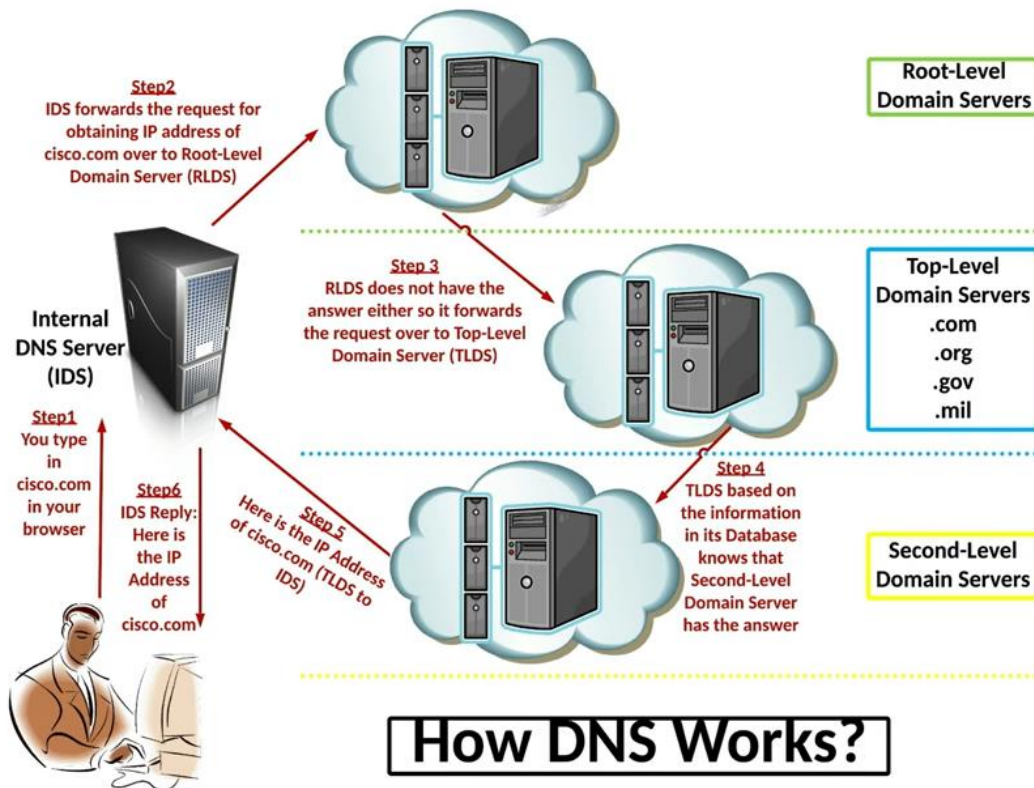 Step2
IDS forwards the request for
obtaining IP address of
cisco.com over to Root-Level
Domain Server (RLDS)
Root-Level
Domain Servers
Step 3
RLDS does not have the
answer either so it forwards
the request over to Top-Level
Domain Server (TLDS)
Top-Level
Domain Servers
.com
.org
.gov
.mil
Internal
DNS Server
(IDS)
Step1
You type
in
cisco.com
in your
browser
Step6
IDS Reply:
Here is
the IP
Address
of
cisco.com
Step 5
Here is the IP Address
of cisco.com (TLDS to
IDS)
Step 4
TLDS based on
the information
in its Database
knows that
Second-Level
Domain Server
has the answer
Second-Level
Domain Servers
How DNS Works?